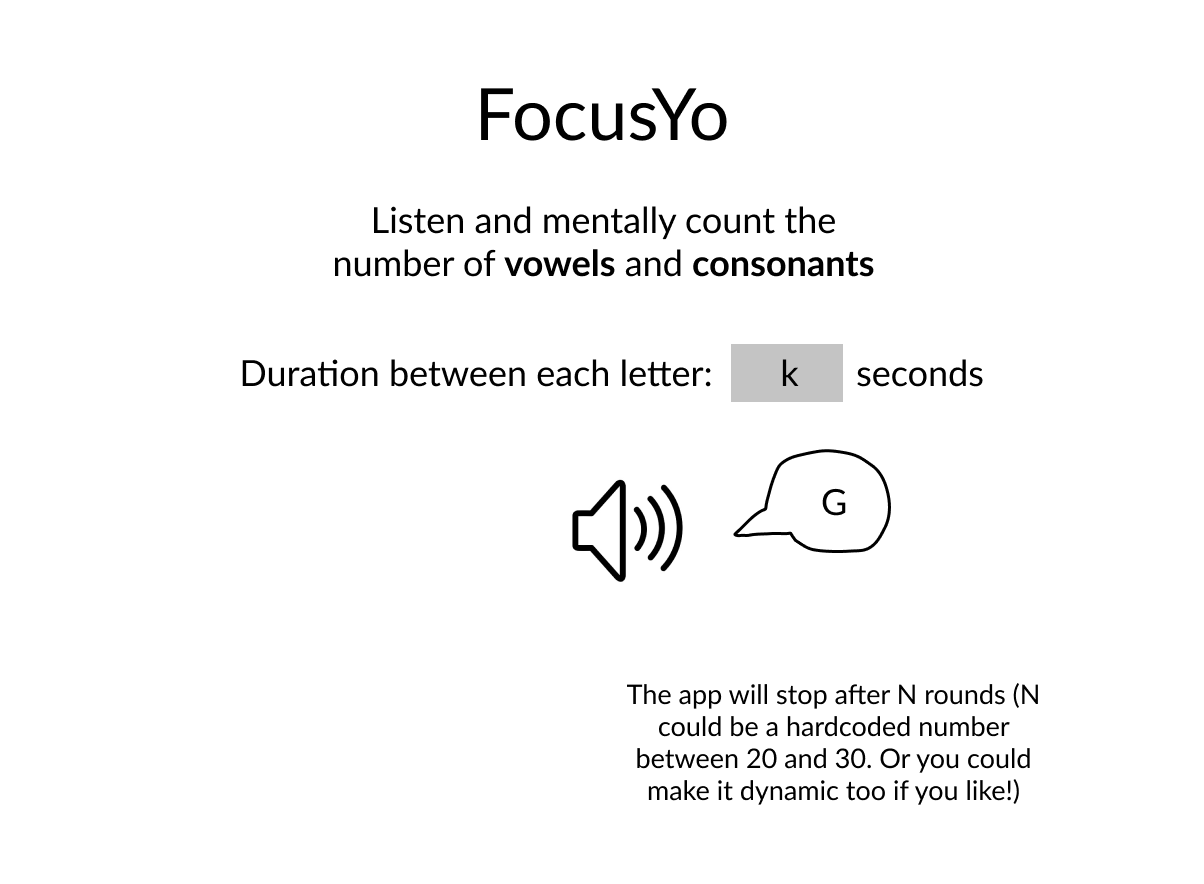 FocusYo
Listen and mentally count the
number of vowels and consonants
Duration between each letter: k seconds
G
The app will stop after N rounds (N
could be a hardcoded number
between 20 and 30. Or you could
make it dynamic too if you like!)